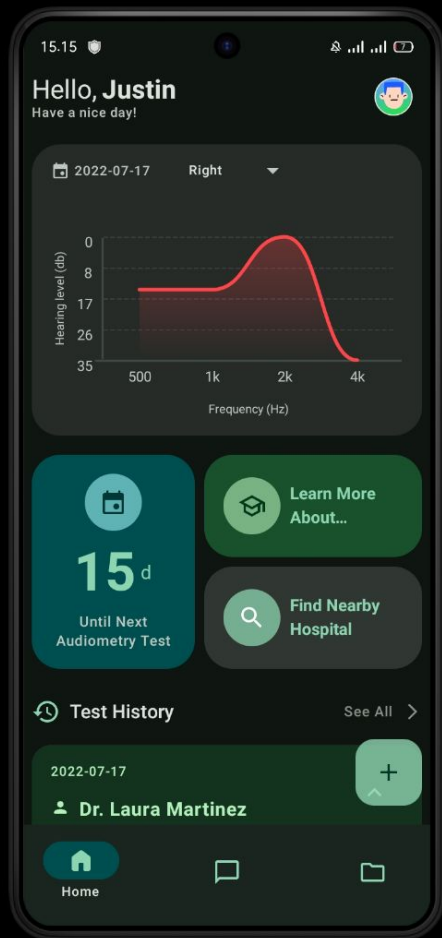 15.15
7
Hello, Justin
Have a nice day!
2022-07-17 Right
Hearing level (db)
0
8
17
26
35
500 1k 2k 4k
Frequency (Hz)
15 d
Until Next
Audiometry Test
Learn More
About...
Find Nearby
Hospital
Test History See All
2022-07-17
+
Dr. Laura Martinez
Home